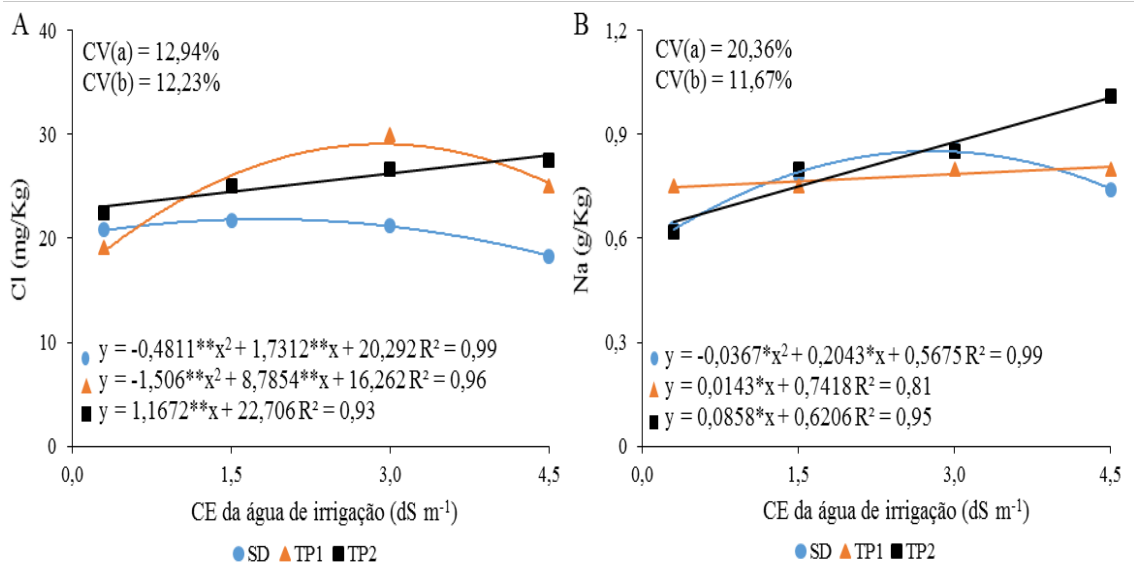 A
40
30
20
10
0
Cl (mg/Kg)
CV(a) = 12,94%
CV(b) = 12,23%
y = -0,4811**x² + 1,7312**x + 20,292 R² = 0,99
y = -1,506**x² + 8,7854**x + 16,262 R² = 0,96
y = 1,1672**x + 22,706 R² = 0,93
0,0 1,5 3,0 4,5
CE da água de irrigação (dS m⁻¹)
SD TP1 TP2
B
1,2
0,9
0,6
0,3
0
Na (g/Kg)
CV(a) = 20,36%
CV(b) = 11,67%
y = -0,0367*x² + 0,2043*x + 0,5675 R² = 0,99
y = 0,0143*x + 0,7418 R² = 0,81
y = 0,0858*x + 0,6206 R² = 0,95
0,0 1,5 3,0 4,5
CE da água de irrigação (dS m⁻¹)
SD TP1 TP2